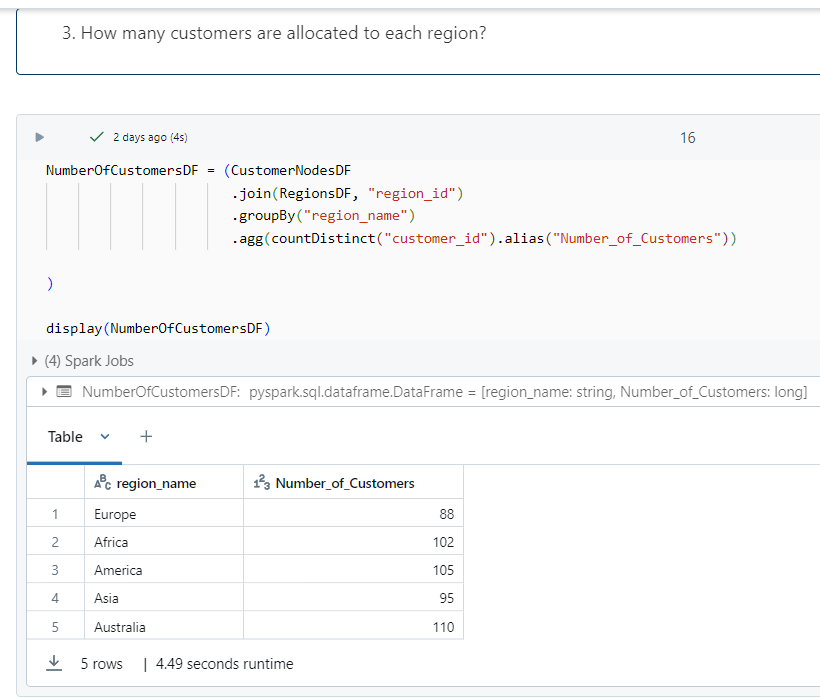 3. How many customers are allocated to each region?
2 days ago (4s)
16
NumberOfCustomersDF = (CustomerNodesDF
.join(RegionsDF, "region_id")
.groupBy("region_name")
.agg(countDistinct("customer_id").alias("Number_of_Customers"))
)
display(NumberOfCustomersDF)
(4) Spark Jobs
NumberOfCustomersDF: pyspark.sql.dataframe.DataFrame = [region_name: string, Number_of_Customers: long]
Table
ABC region_name 123 Number_of_Customers
1 Europe 88
2 Africa 102
3 America 105
4 Asia 95
5 Australia 110
5 rows | 4.49 seconds runtime